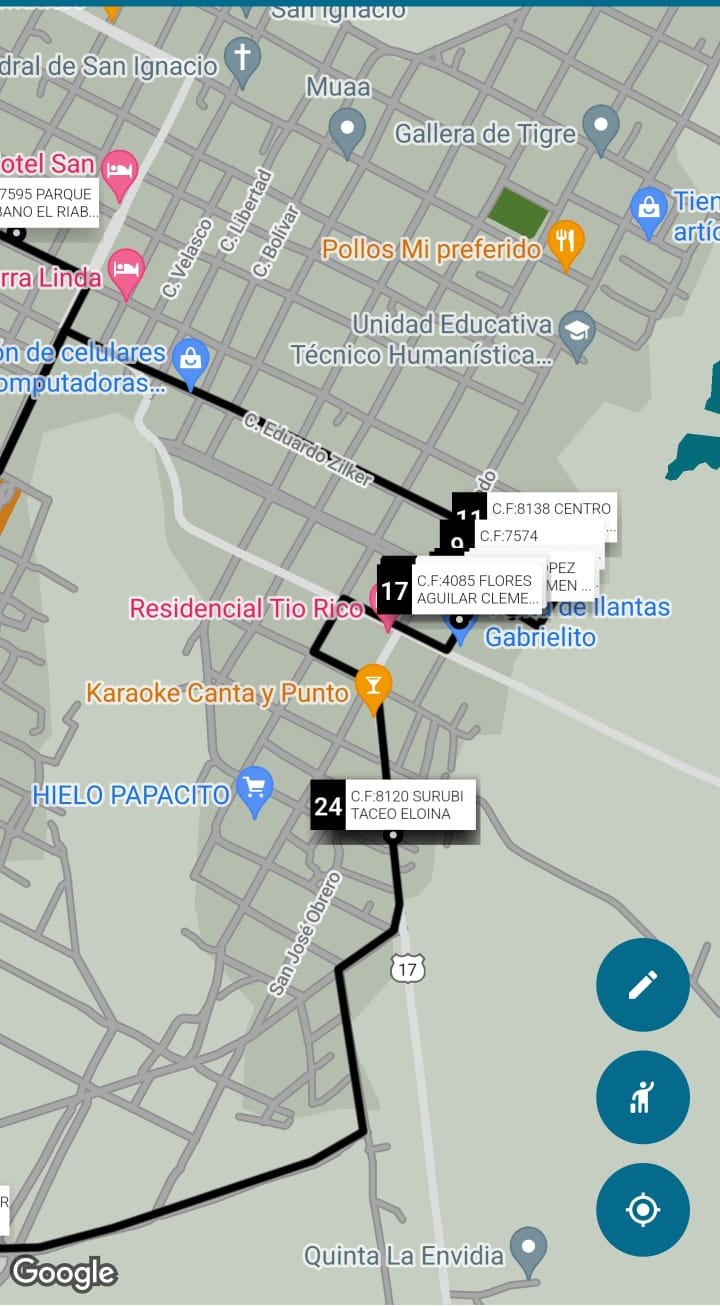 San Ignacio
dral de San Ignacio
Muaa
Gallera de Tigre
otel San
7595 PARQUE
BANO EL RIAB...
Tien
artíc
C. Libertad
C. Velasco
C. Bolívar
Pollos Mi preferido
rra Linda
Unidad Educativa
Técnico Humanística...
ón de celulares
omputadoras...
C. Eduardo Zilker
11
C.F:8138 CENTRO
...
9
C.F:7574
OPEZ
MEN ...
17
C.F:4085 FLORES
AGUILAR CLEME...
Residencial Tio Rico
de llantas
Gabrielito
Karaoke Canta y Punto
HIELO PAPACITO
24
C.F:8120 SURUBI
TACEO ELOINA
San José Obrero
17
R
Quinta La Envidia
Google